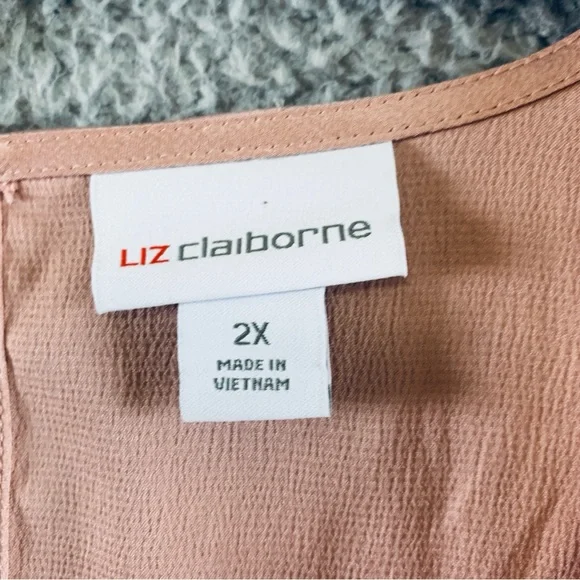 LIZ claiborne
2X
MADE IN
VIETNAM